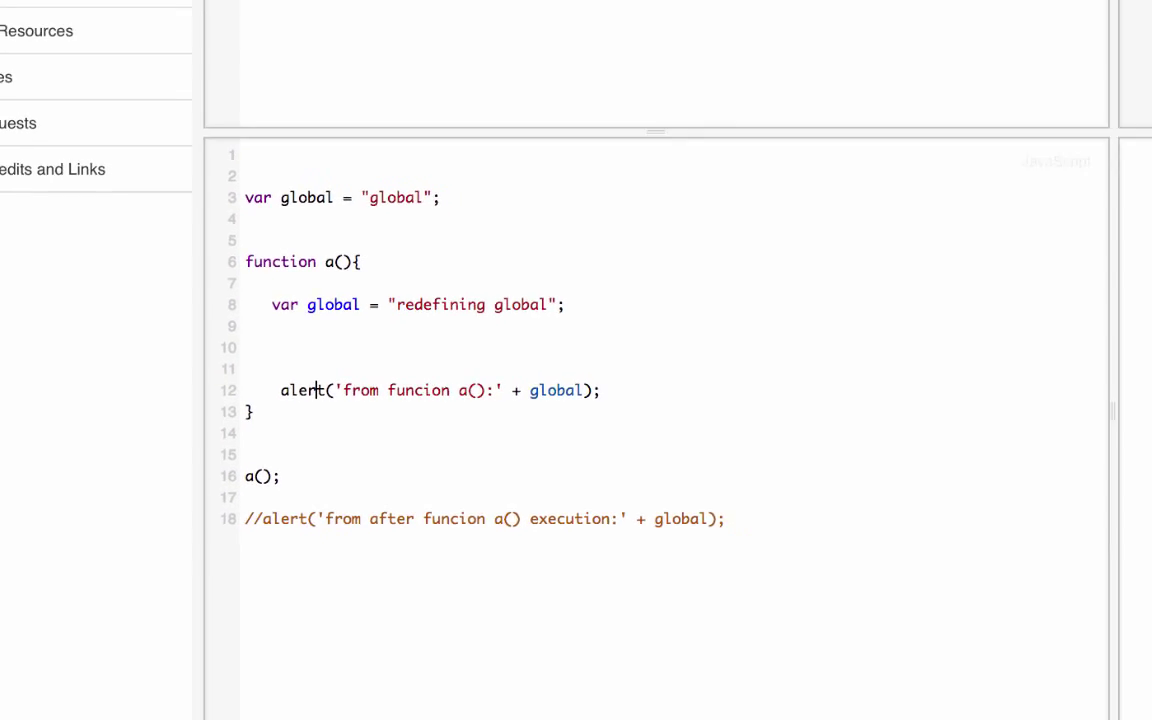 Resources
es
uests
edits and Links
JavaScript
1
2
3 var global = "global";
4
5
6 function a(){
7
8 var global = "redefining global";
9
10
11
12 alert('from funcion a():' + global);
13 }
14
15
16 a();
17
18 //alert('from after funcion a() execution:' + global);